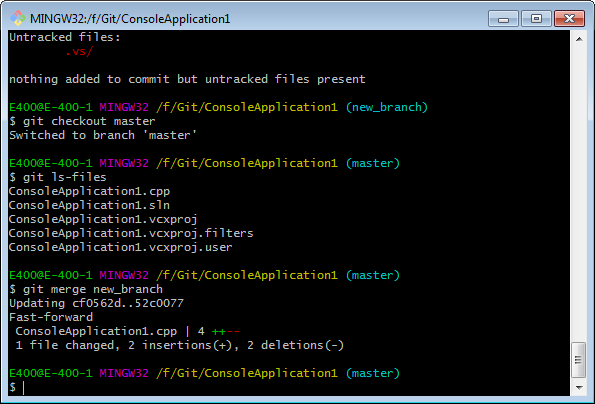 MINGW32:/f/Git/ConsoleApplication1
Untracked files:
.vs/
nothing added to commit but untracked files present
E400@E-400-1 MINGW32 /f/Git/ConsoleApplication1 (new_branch)
$ git checkout master
Switched to branch 'master'
E400@E-400-1 MINGW32 /f/Git/ConsoleApplication1 (master)
$ git ls-files
ConsoleApplication1.cpp
ConsoleApplication1.sln
ConsoleApplication1.vcxproj
ConsoleApplication1.vcxproj.filters
ConsoleApplication1.vcxproj.user
E400@E-400-1 MINGW32 /f/Git/ConsoleApplication1 (master)
$ git merge new_branch
Updating cf0562d..52c0077
Fast-forward
ConsoleApplication1.cpp | 4 ++--
1 file changed, 2 insertions(+), 2 deletions(-)
E400@E-400-1 MINGW32 /f/Git/ConsoleApplication1 (master)
$